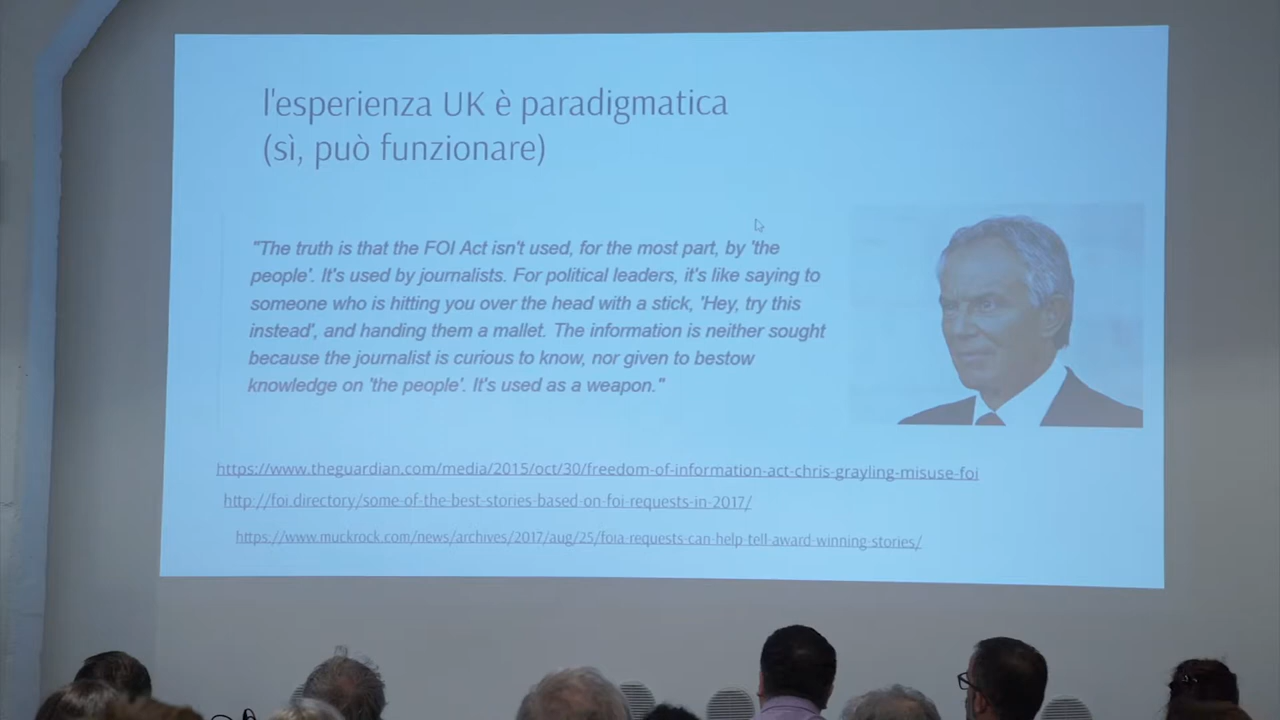 l'esperienza UK è paradigmatica
(sì, può funzionare)
"The truth is that the FOI Act isn't used, for the most part, by 'the
people'. It's used by journalists. For political leaders, it's like saying to
someone who is hitting you over the head with a stick, 'Hey, try this
instead', and handing them a mallet. The information is neither sought
because the journalist is curious to know, nor given to bestow
knowledge on 'the people'. It's used as a weapon."
https://www.theguardian.com/media/2015/oct/30/freedom-of-information-act-chris-grayling-misuse-foi
http://foi.directory/some-of-the-best-stories-based-on-foi-requests-in-2017/
https://www.muckrock.com/news/archives/2017/aug/25/foia-requests-can-help-tell-award-winning-stories/